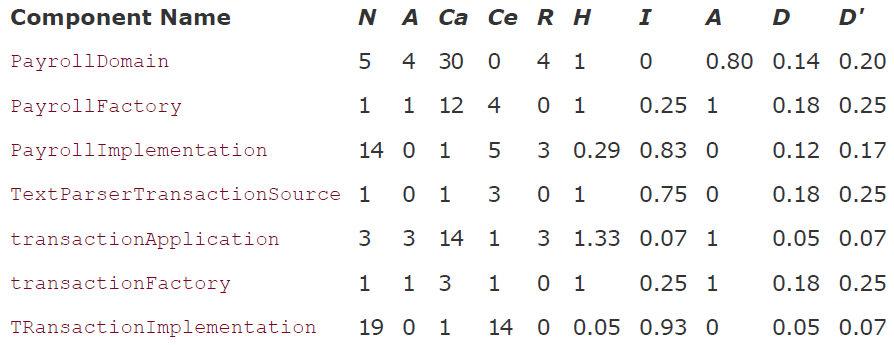 Component Name N A Ca Ce R H I A D D'
PayrollDomain 5 4 30 0 4 1 0 0.80 0.14 0.20
PayrollFactory 1 1 12 4 0 1 0.25 1 0.18 0.25
PayrollImplementation 14 0 1 5 3 0.29 0.83 0 0.12 0.17
TextParserTransactionSource 1 0 1 3 0 1 0.75 0 0.18 0.25
transactionApplication 3 3 14 1 3 1.33 0.07 1 0.05 0.07
transactionFactory 1 1 3 1 0 1 0.25 1 0.18 0.25
TRansactionImplementation 19 0 1 14 0 0.05 0.93 0 0.05 0.07